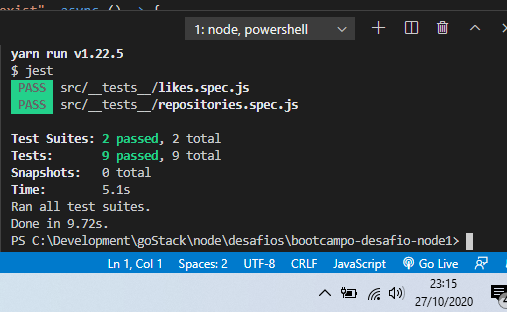 exist", async () => {
1: node, powershell
yarn run v1.22.5
$ jest
PASS src/__tests__/likes.spec.js
PASS src/__tests__/repositories.spec.js
Test Suites: 2 passed, 2 total
Tests: 9 passed, 9 total
Snapshots: 0 total
Time: 5.1s
Ran all test suites.
Done in 9.72s.
PS C:\Development\goStack\node\desafios\bootcampo-desafio-node1>
Ln 1, Col 1 Spaces: 2 UTF-8 CRLF JavaScript Go Live
23:15
27/10/2020